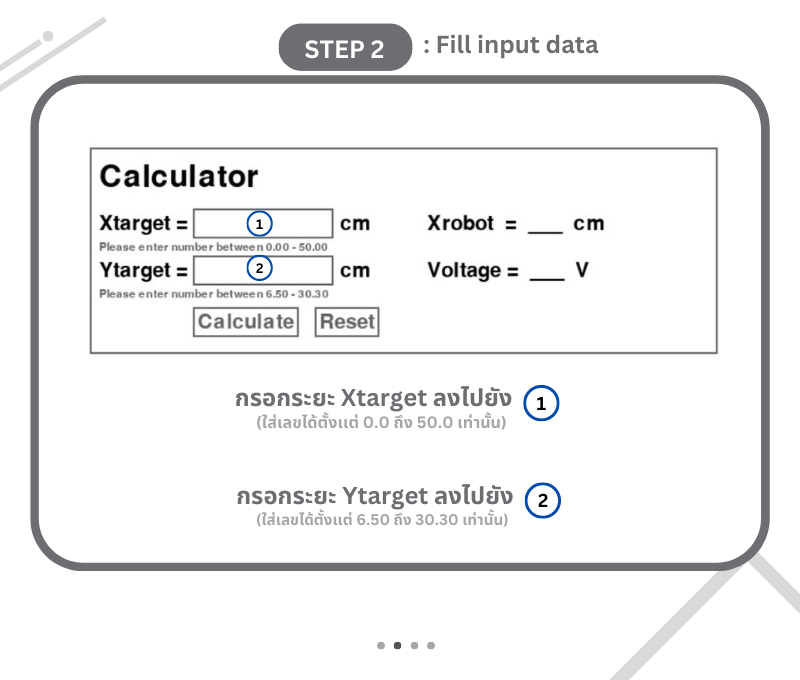 STEP 2 : Fill input data
Calculator
Xtarget = 1 cm Xrobot = ___ cm
Please enter number between 0.00 - 50.00
Ytarget = 2 cm Voltage = ___ V
Please enter number between 6.50 - 30.30
Calculate Reset
กรอกระยะ Xtarget ลงไปยัง 1
(ใส่เลขได้ตั้งแต่ 0.0 ถึง 50.0 เท่านั้น)
กรอกระยะ Ytarget ลงไปยัง 2
(ใส่เลขได้ตั้งแต่ 6.50 ถึง 30.30 เท่านั้น)